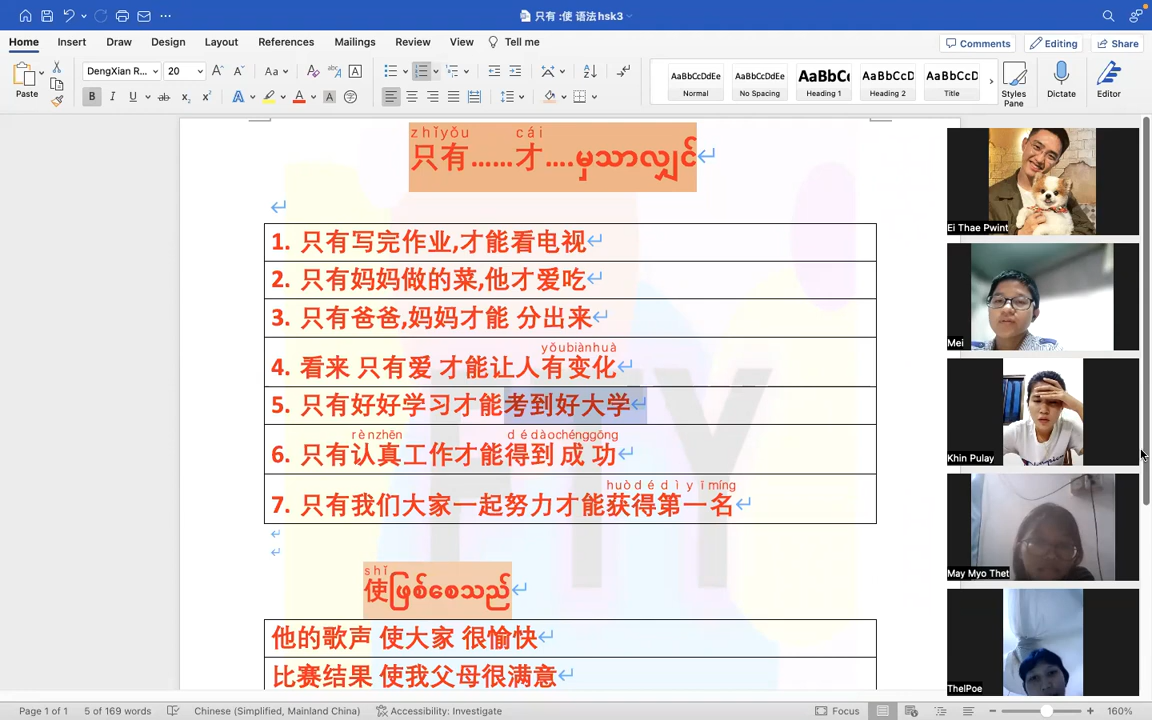 只有 :使 语法hsk3
Home Insert Draw Design Layout References Mailings Review View Tell me
Comments Editing Share
Paste
DengXian R... 20
Aa
B I U ab x₂ x²
A A A
AaBbCcDdEe AaBbCcDdEe AaBbCc AaBbCcD AaBbCcD
Normal No Spacing Heading 1 Heading 2 Title
Styles Pane
Dictate
Editor
zhǐyǒu cái
只有……才….မှသာလျှင်
1. 只有写完作业,才能看电视
2. 只有妈妈做的菜,他才爱吃
3. 只有爸爸,妈妈才能 分出来
yǒubiànhuà
4. 看来 只有爱 才能让人有变化
5. 只有好好学习才能考到好大学
rènzhēn dédàochénggōng
6. 只有认真工作才能得到 成 功
huòdédìyīmíng
7. 只有我们大家一起努力才能获得第一名
shǐ
使ဖြစ်စေသည်
他的歌声 使大家 很愉快
比赛结果 使我父母很满意
Ei Thae Pwint
Mei
Khin Pulay
May Myo Thet
ThelPoe
Page 1 of 1 5 of 169 words Chinese (Simplified, Mainland China) Accessibility: Investigate Focus 160%